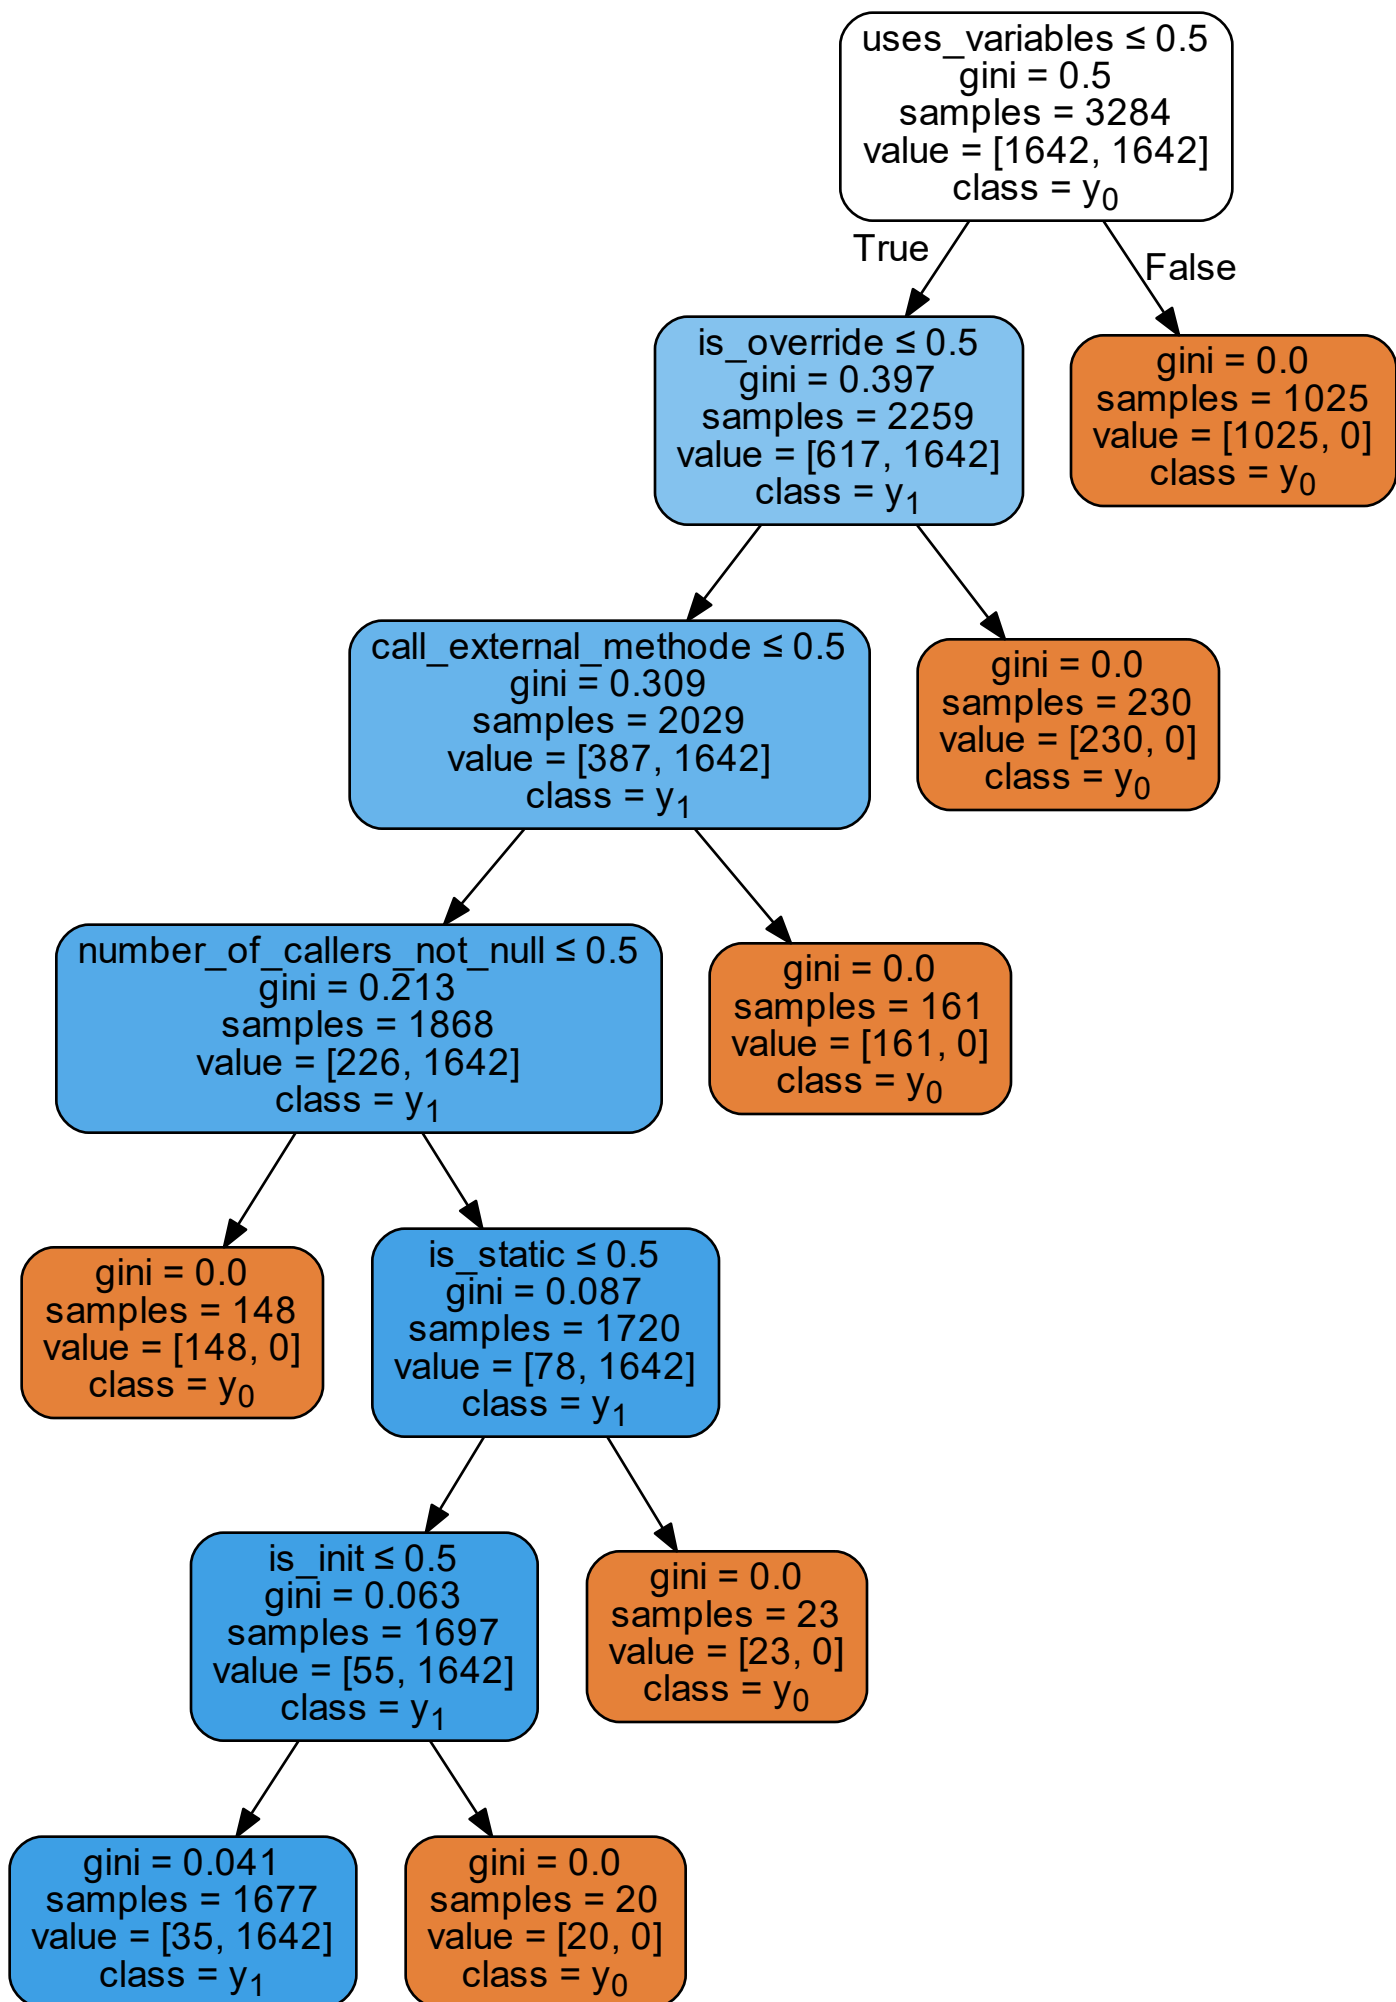 uses_variables ≤ 0.5
gini = 0.5
samples = 3284
value = [1642, 1642]
class = y0
True
False
is_override ≤ 0.5
gini = 0.397
samples = 2259
value = [617, 1642]
class = y1
gini = 0.0
samples = 1025
value = [1025, 0]
class = y0
call_external_methode ≤ 0.5
gini = 0.309
samples = 2029
value = [387, 1642]
class = y1
gini = 0.0
samples = 230
value = [230, 0]
class = y0
number_of_callers_not_null ≤ 0.5
gini = 0.213
samples = 1868
value = [226, 1642]
class = y1
gini = 0.0
samples = 161
value = [161, 0]
class = y0
gini = 0.0
samples = 148
value = [148, 0]
class = y0
is_static ≤ 0.5
gini = 0.087
samples = 1720
value = [78, 1642]
class = y1
is_init ≤ 0.5
gini = 0.063
samples = 1697
value = [55, 1642]
class = y1
gini = 0.0
samples = 23
value = [23, 0]
class = y0
gini = 0.041
samples = 1677
value = [35, 1642]
class = y1
gini = 0.0
samples = 20
value = [20, 0]
class = y0